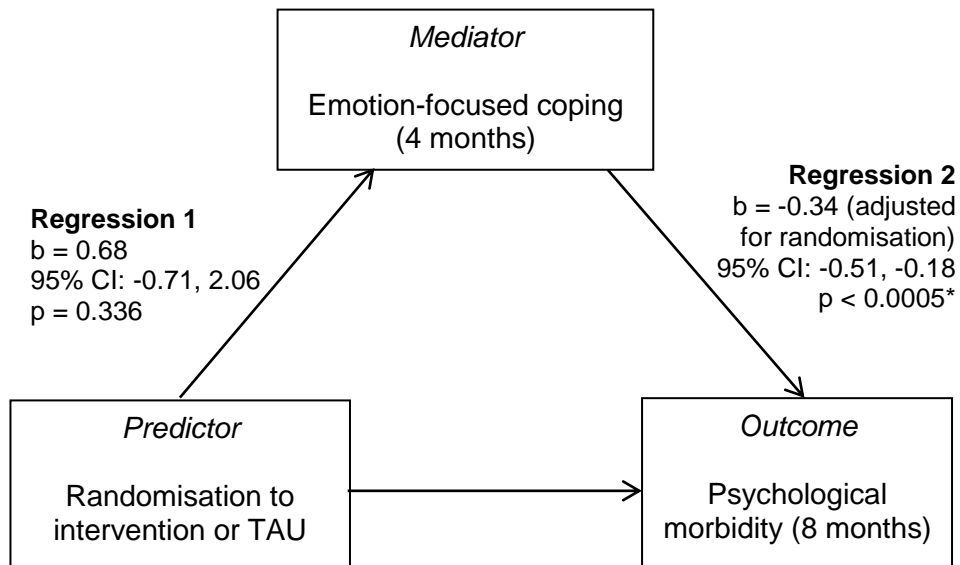 Mediator
Emotion-focused coping
(4 months)
Regression 1
b = 0.68
95% CI: -0.71, 2.06
p = 0.336
Regression 2
b = -0.34 (adjusted
for randomisation)
95% CI: -0.51, -0.18
p < 0.0005*
Predictor
Randomisation to
intervention or TAU
Outcome
Psychological
morbidity (8 months)